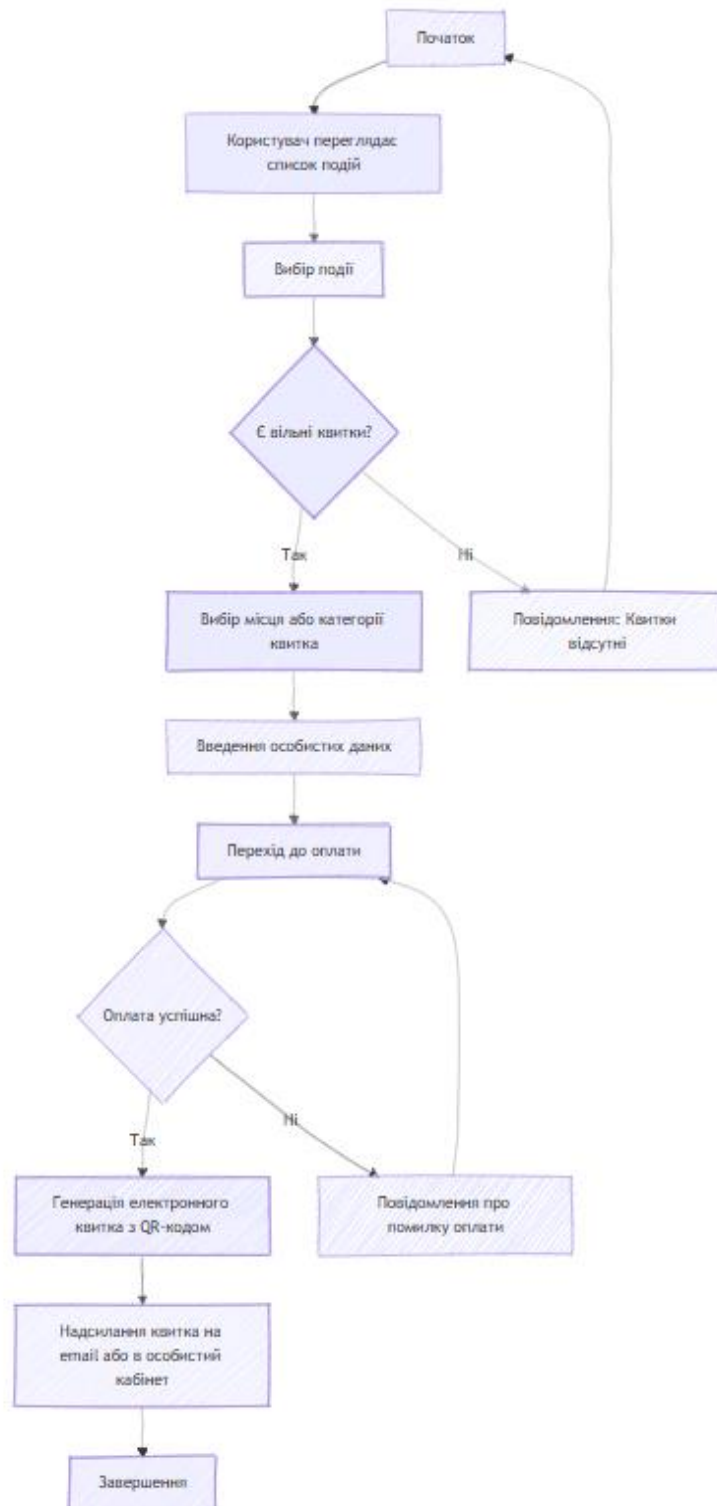 Початок
Користувач переглядає
список подій
Вибір події
Є вільні квитки?
Так
Ні
Вибір місця або категорії
квитка
Повідомлення: Квитки
відсутні
Введення особистих даних
Перехід до оплати
Оплата успішна?
Ні
Так
Генерація електронного
квитка з QR-кодом
Повідомлення про
помилку оплати
Надсилання квитка на
email або в особистий
кабінет
Завершення